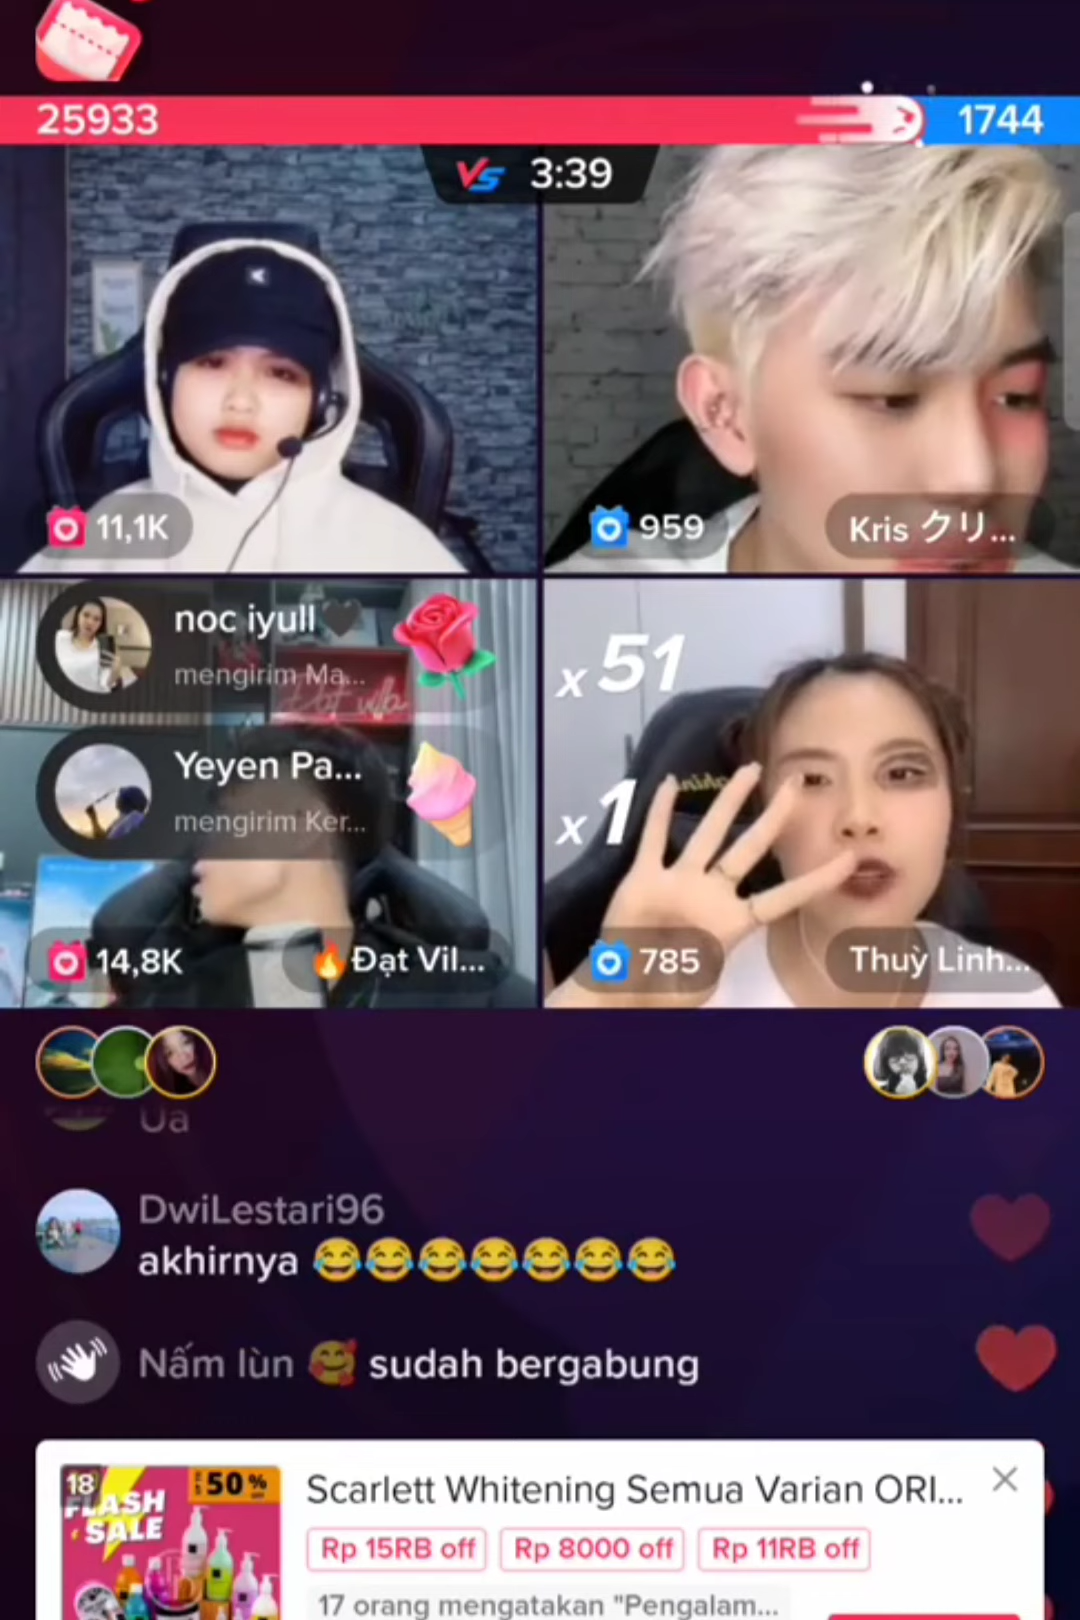 25933
1744
VS 3:39
11,1K
959
Kris クリ...
noc iyull🖤
mengirim Ma...
x 51
Yeyen Pa...
mengirim Ker...
x 1
14,8K
🔥Đạt Vil...
785
Thuỳ Linh...
DwiLestari96
akhirnya 😂😂😂😂😂😂😂
Nấm lùn 🥰 sudah bergabung
18
FLASH
SALE
50%
Scarlett Whitening Semua Varian ORI...
Rp 15RB off
Rp 8000 off
Rp 11RB off
17 orang mengatakan "Pengalam...